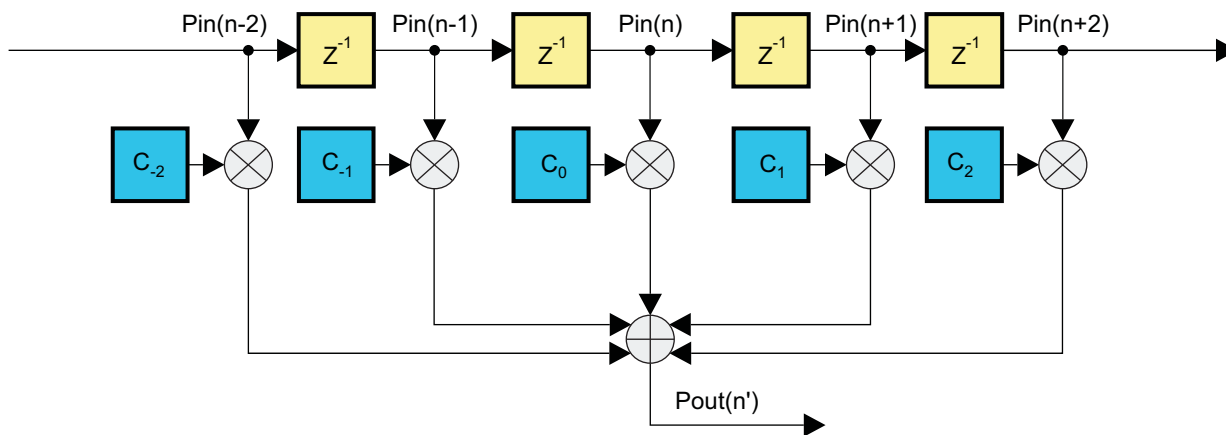 Pin(n-2) Pin(n-1) Pin(n) Pin(n+1) Pin(n+2)
Z⁻¹ Z⁻¹ Z⁻¹ Z⁻¹
C₋₂ C₋₁ C₀ C₁ C₂
Pout(n')